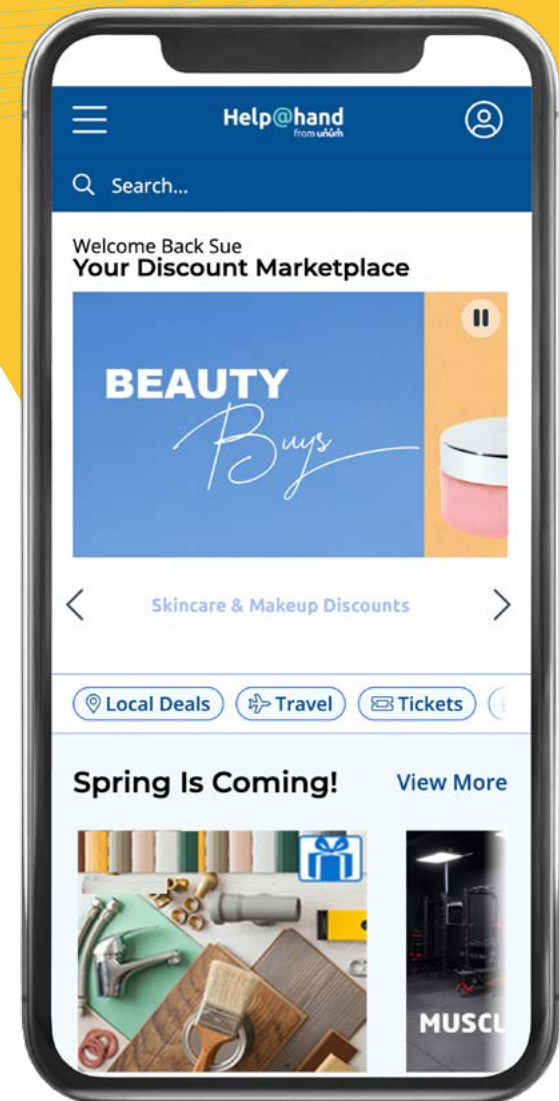 Help@hand
from unum
Search...
Welcome Back Sue
Your Discount Marketplace
BEAUTY
Buys
Skincare & Makeup Discounts
Local Deals
Travel
Tickets
Spring Is Coming!
View More
MUSCL